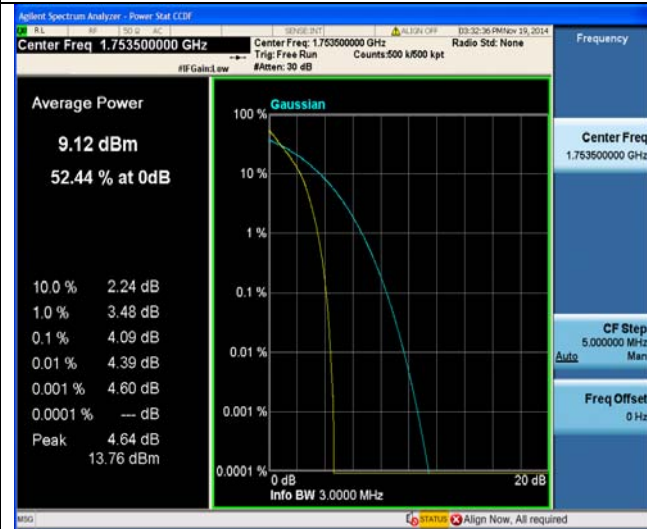 Agilent Spectrum Analyzer - Power Stat CCDF
RL RF 50 Ω AC SENSE:INT ALIGN OFF 03:32:36 PM Nov 19, 2014
Center Freq 1.753500000 GHz
Center Freq: 1.753500000 GHz Radio Std: None
Trig: Free Run Counts:500 k/500 kpt
#IFGain:Low #Atten: 30 dB
Frequency
Average Power
9.12 dBm
52.44 % at 0dB
10.0 % 2.24 dB
1.0 % 3.48 dB
0.1 % 4.09 dB
0.01 % 4.39 dB
0.001 % 4.60 dB
0.0001 % --- dB
Peak 4.64 dB
13.76 dBm
Gaussian
100 %
10 %
1 %
0.1 %
0.01 %
0.001 %
0.0001 %
0 dB 20 dB
Info BW 3.0000 MHz
Center Freq
1.753500000 GHz
CF Step
5.000000 MHz
Auto Man
Freq Offset
0 Hz
MSG STATUS Align Now, All required